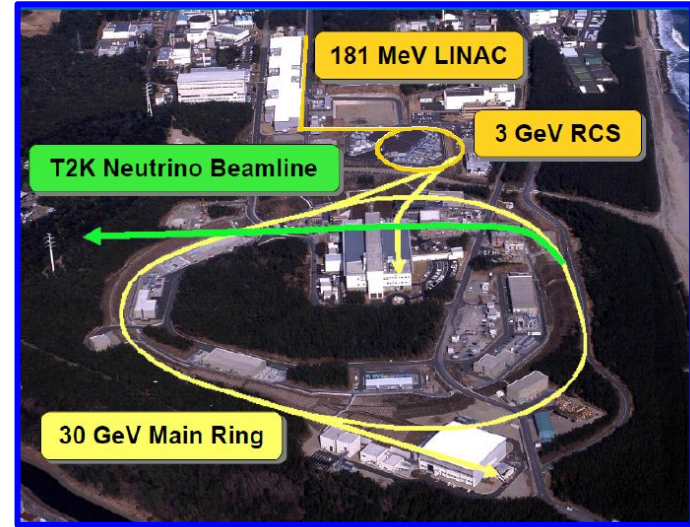 181 MeV LINAC
3 GeV RCS
T2K Neutrino Beamline
30 GeV Main Ring